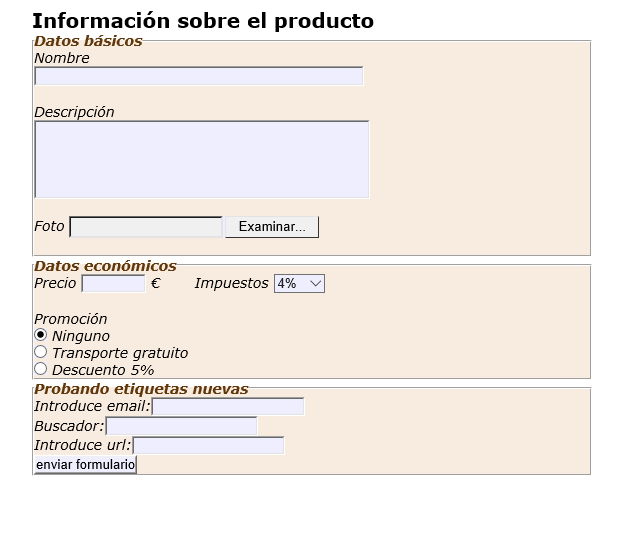 Información sobre el producto
Datos básicos
Nombre
Descripción
Foto Examinar...
Datos económicos
Precio € Impuestos 4%
Promoción
Ninguno
Transporte gratuito
Descuento 5%
Probando etiquetas nuevas
Introduce email:
Buscador:
Introduce url:
enviar formulario